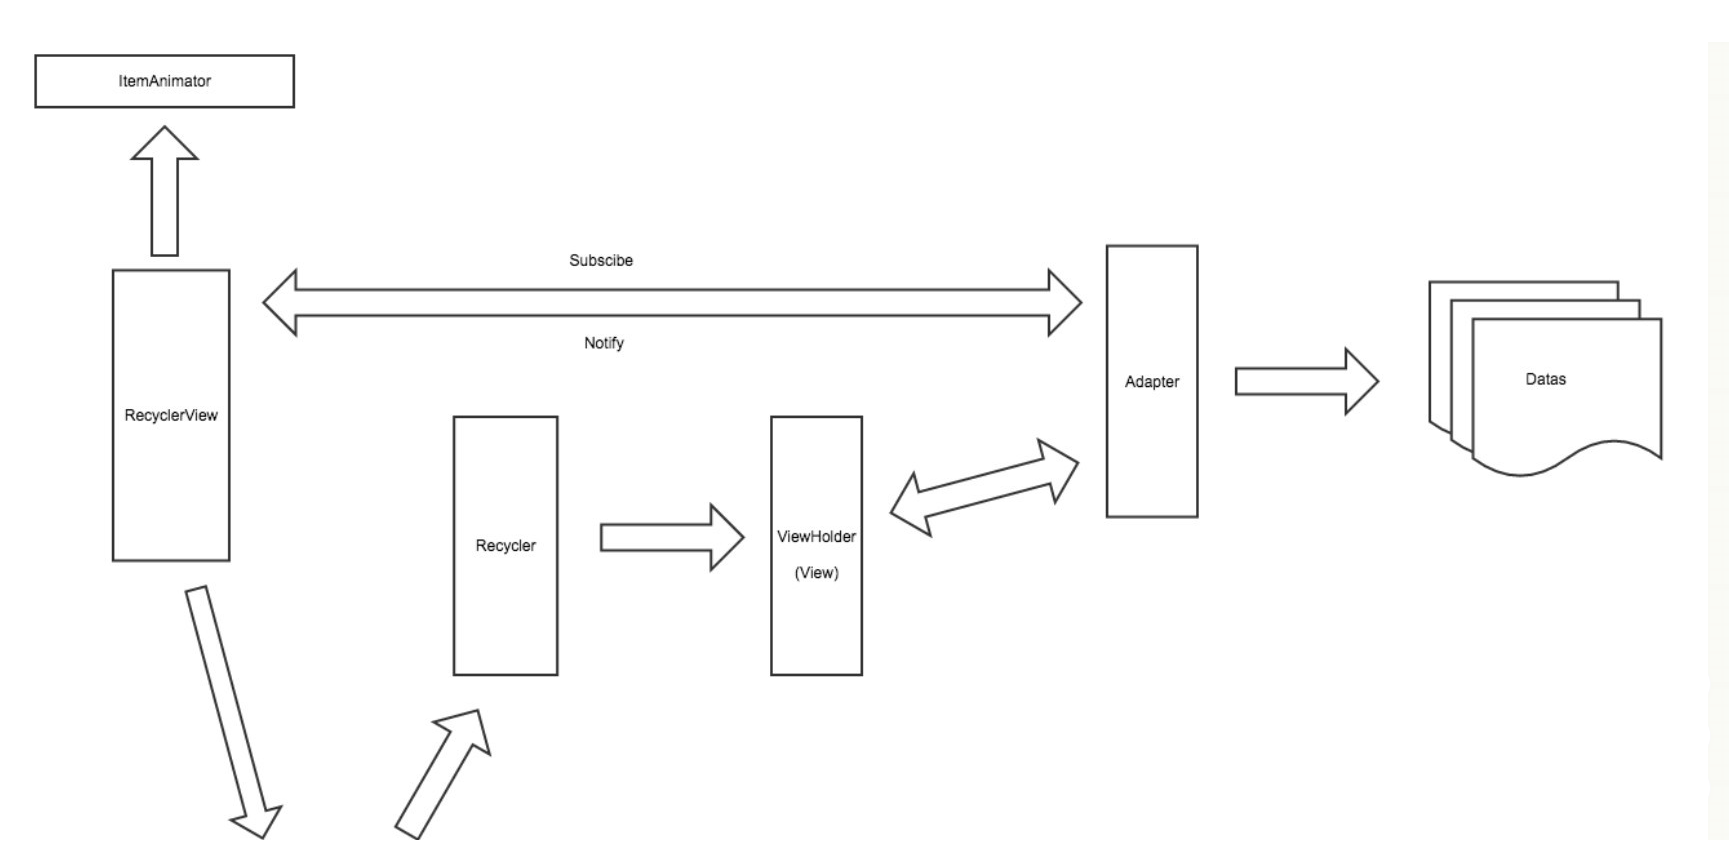 ItemAnimator
Subscibe
Notify
RecyclerView
Recycler
ViewHolder
(View)
Adapter
Datas